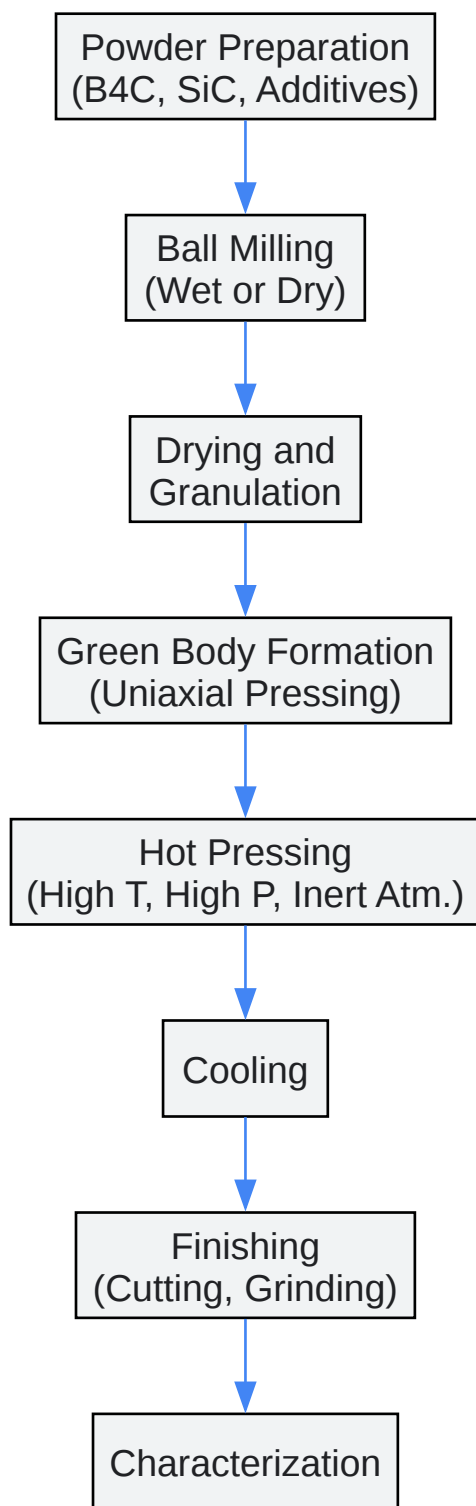 Powder Preparation
(B4C, SiC, Additives)
Ball Milling
(Wet or Dry)
Drying and
Granulation
Green Body Formation
(Uniaxial Pressing)
Hot Pressing
(High T, High P, Inert Atm.)
Cooling
Finishing
(Cutting, Grinding)
Characterization